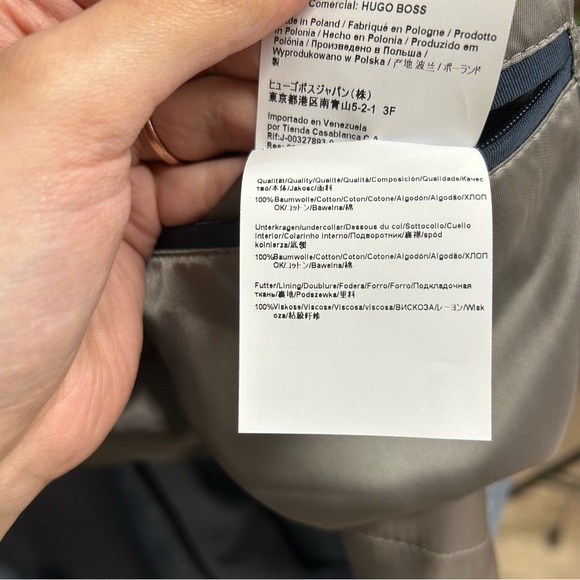 Comercial: HUGO BOSS
in Poland / Fabriqué en Pologne / Prodotto
in Polonia / Hecho en Polonia / Produzido em
Polônia / Произведено в Польша /
Wyprodukowano w Polska / 产地 波兰 / ポーランド
製
ヒューゴボスジャパン(株)
東京都港区南青山5-2-1 3F
Importado en Venezuela
por Tienda Casablanca C.A.
Rif:J-00327893-
Qualität/Quality/Qualité/Qualità/Composición/Qualidade/Качес
тво/本体/Jakość/面料
100%Baumwolle/Cotton/Coton/Cotone/Algodón/Algodão/ХЛОП
ОК/コットン/Bawełna/棉
Unterkragen/undercollar/Dessous du col/Sottocollo/Cuello
interior/Colarinho interno/Подворотник/裏襟/spód
kołnierza/底领
100%Baumwolle/Cotton/Coton/Cotone/Algodón/Algodão/ХЛОП
ОК/コットン/Bawełna/棉
Futter/Lining/Doublure/Fodera/Forro/Forro/Подкладочная
ткань/裏地/Podszewka/里料
100%Viskose/Viscose/Viscosa/viscosa/ВИСКОЗА/レーヨン/Wisk
oza/粘胶纤维